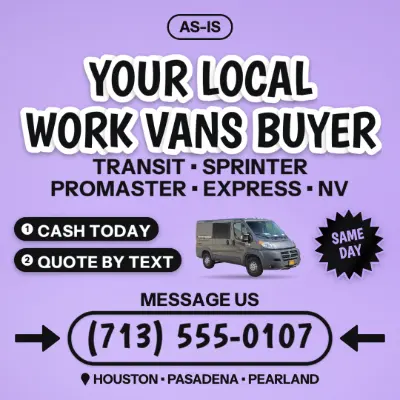 AS-IS
YOUR LOCAL
WORK VANS BUYER
TRANSIT ▪ SPRINTER
PROMASTER ▪ EXPRESS ▪ NV
1 CASH TODAY
2 QUOTE BY TEXT
SAME
DAY
MESSAGE US
(713) 555-0107
HOUSTON ▪ PASADENA ▪ PEARLAND